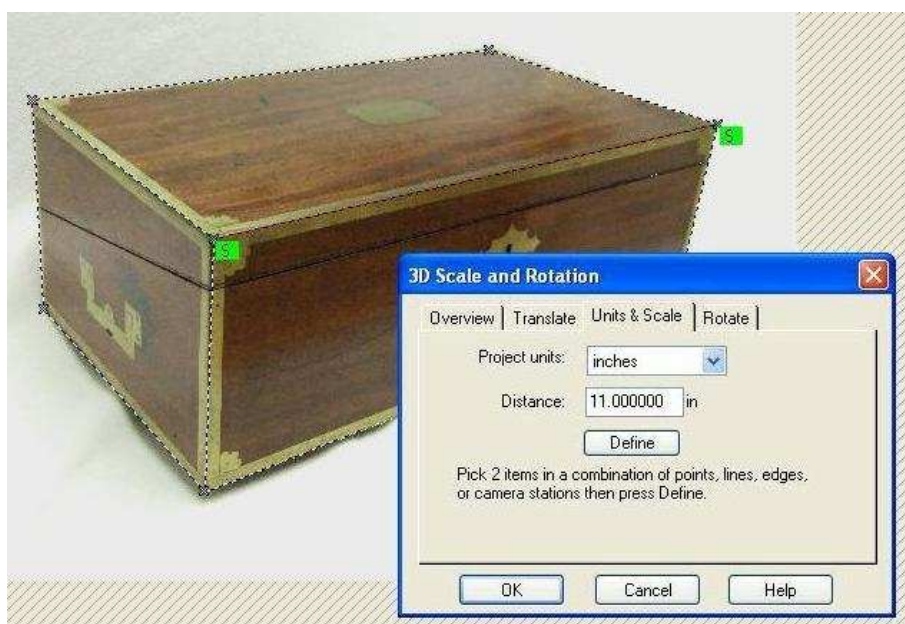 S
S
3D Scale and Rotation
Overview
Translate
Units & Scale
Rotate
Project units:
inches
Distance:
11.000000
in
Define
Pick 2 items in a combination of points, lines, edges,
or camera stations then press Define.
OK
Cancel
Help